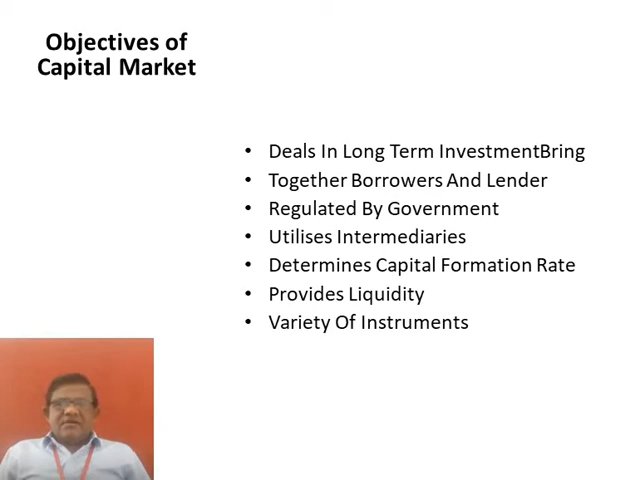 Objectives of
Capital Market
• Deals In Long Term InvestmentBring
• Together Borrowers And Lender
• Regulated By Government
• Utilises Intermediaries
• Determines Capital Formation Rate
• Provides Liquidity
• Variety Of Instruments